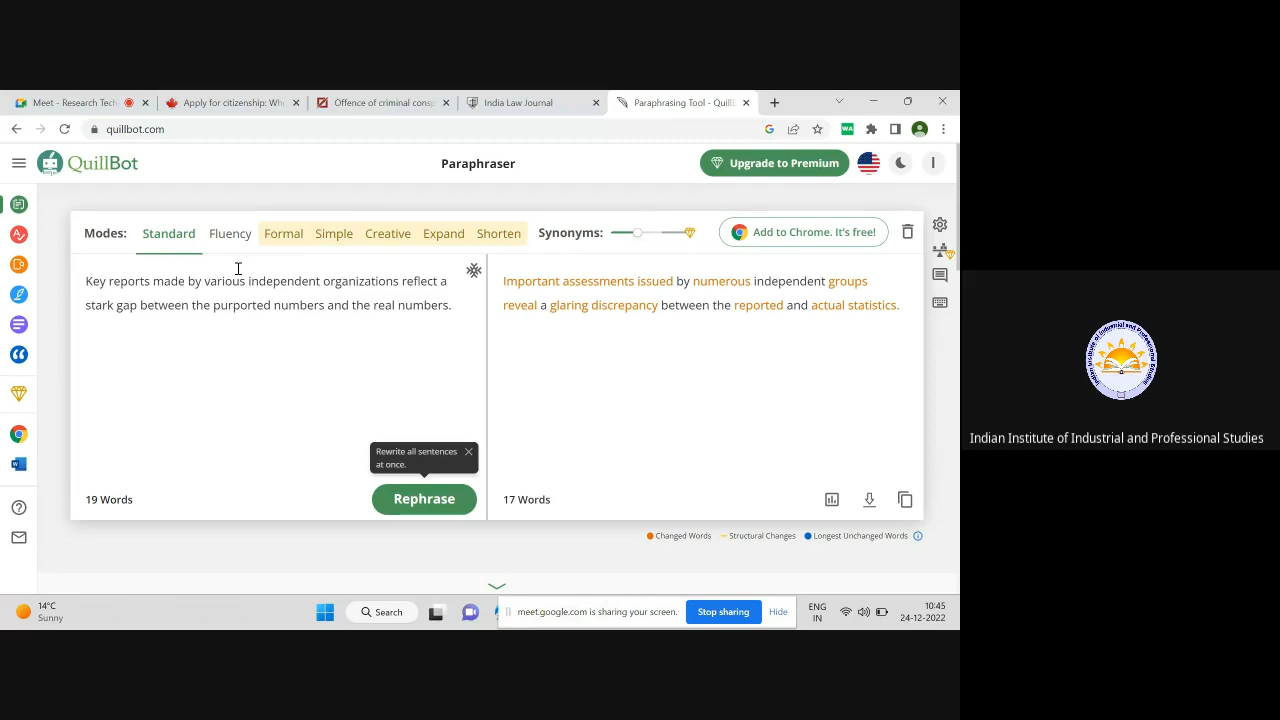 Meet - Research Tech
Apply for citizenship: Wh
Offence of criminal cons
India Law Journal
Paraphrasing Tool - Quill
quillbot.com
QuillBot
Paraphraser
Upgrade to Premium
Modes: Standard Fluency Formal Simple Creative Expand Shorten Synonyms: Add to Chrome. It's free!
Key reports made by various independent organizations reflect a
stark gap between the purported numbers and the real numbers.
Important assessments issued by numerous independent groups
reveal a glaring discrepancy between the reported and actual statistics.
Rewrite all sentences
at once.
19 Words
Rephrase
17 Words
Changed Words Structural Changes Longest Unchanged Words
Indian Institute of Industrial and Professional Studies
14°C
Sunny
Search
meet.google.com is sharing your screen. Stop sharing Hide
ENG
IN
10:45
24-12-2022